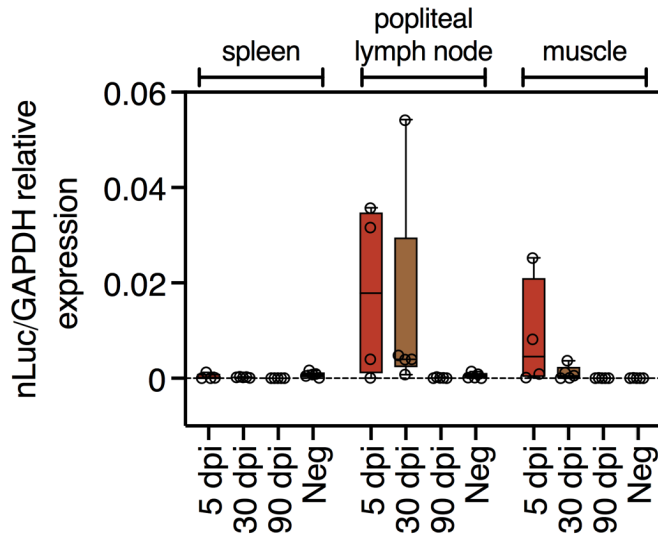 popliteal
spleen lymph node muscle
nLuc/GAPDH relative
expression
0.06
0.04
0.02
0
5 dpi
30 dpi
90 dpi
Neg
5 dpi
30 dpi
90 dpi
Neg
5 dpi
30 dpi
90 dpi
Neg